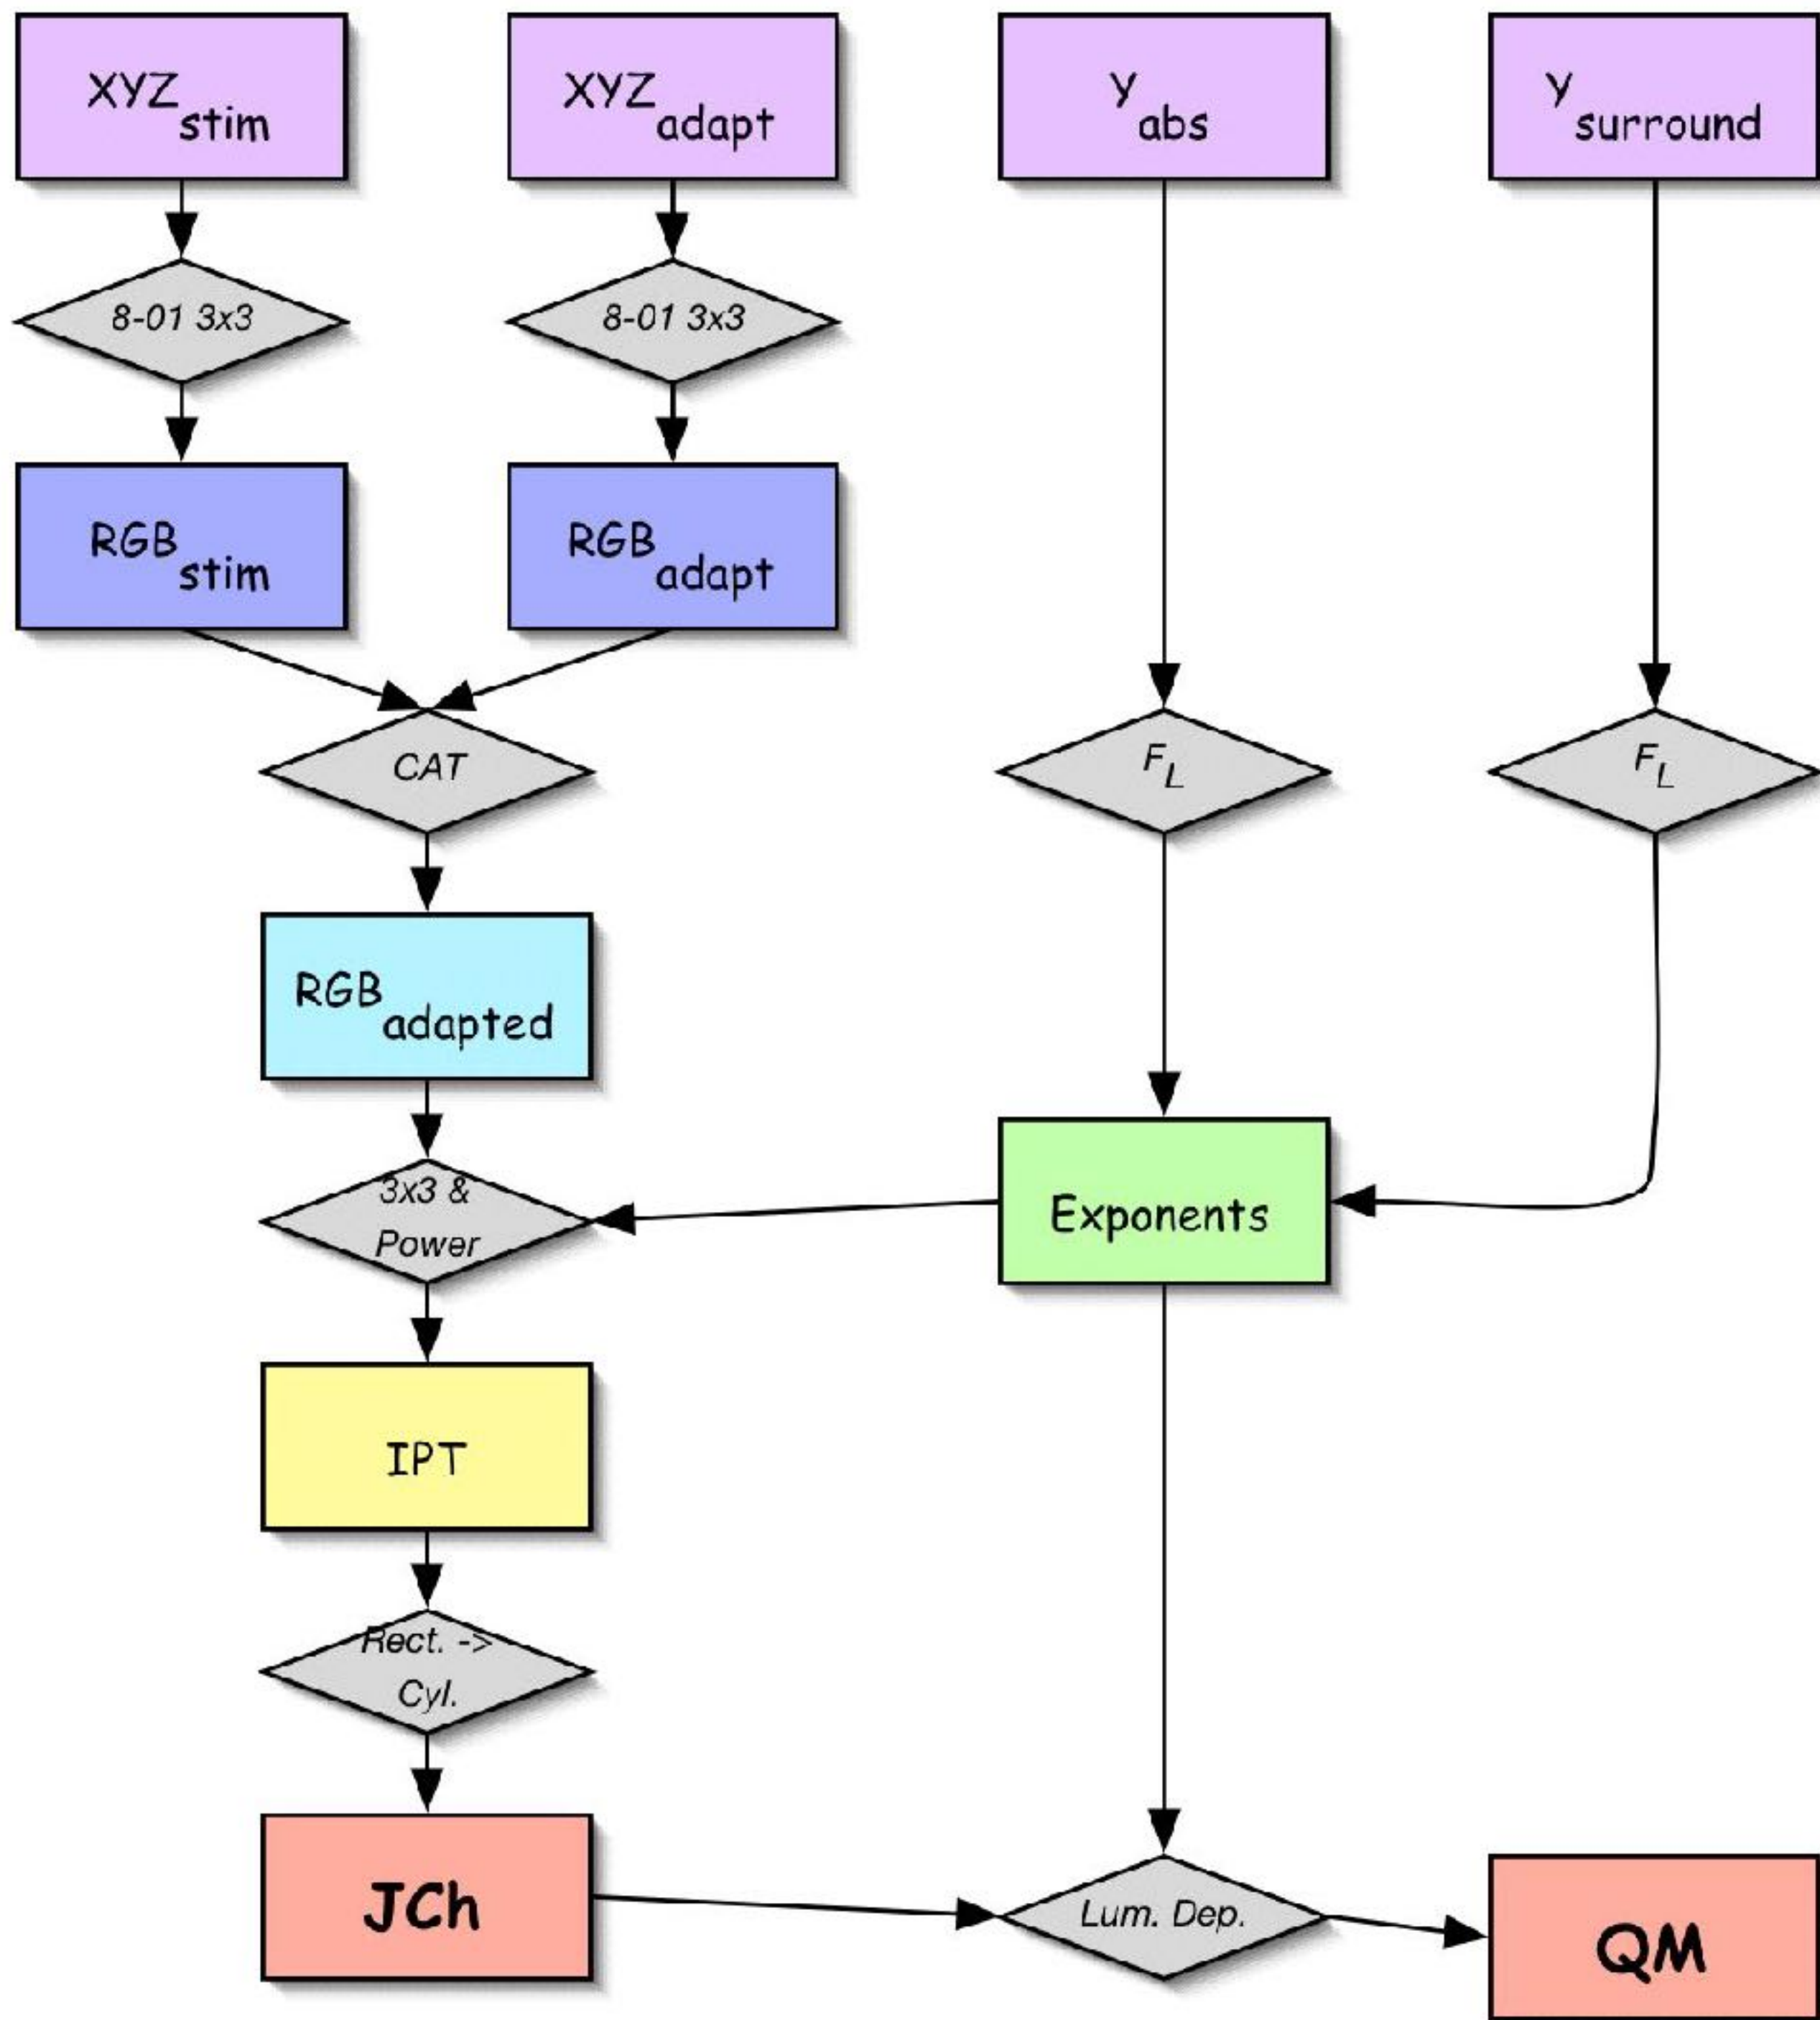 XYZ stim
XYZ adapt
Y abs
Y surround
8-01 3x3
8-01 3x3
RGB stim
RGB adapt
CAT
F L
F L
RGB adapted
3x3 &
Power
Exponents
IPT
Rect. ->
Cyl.
JCh
Lum. Dep.
QM